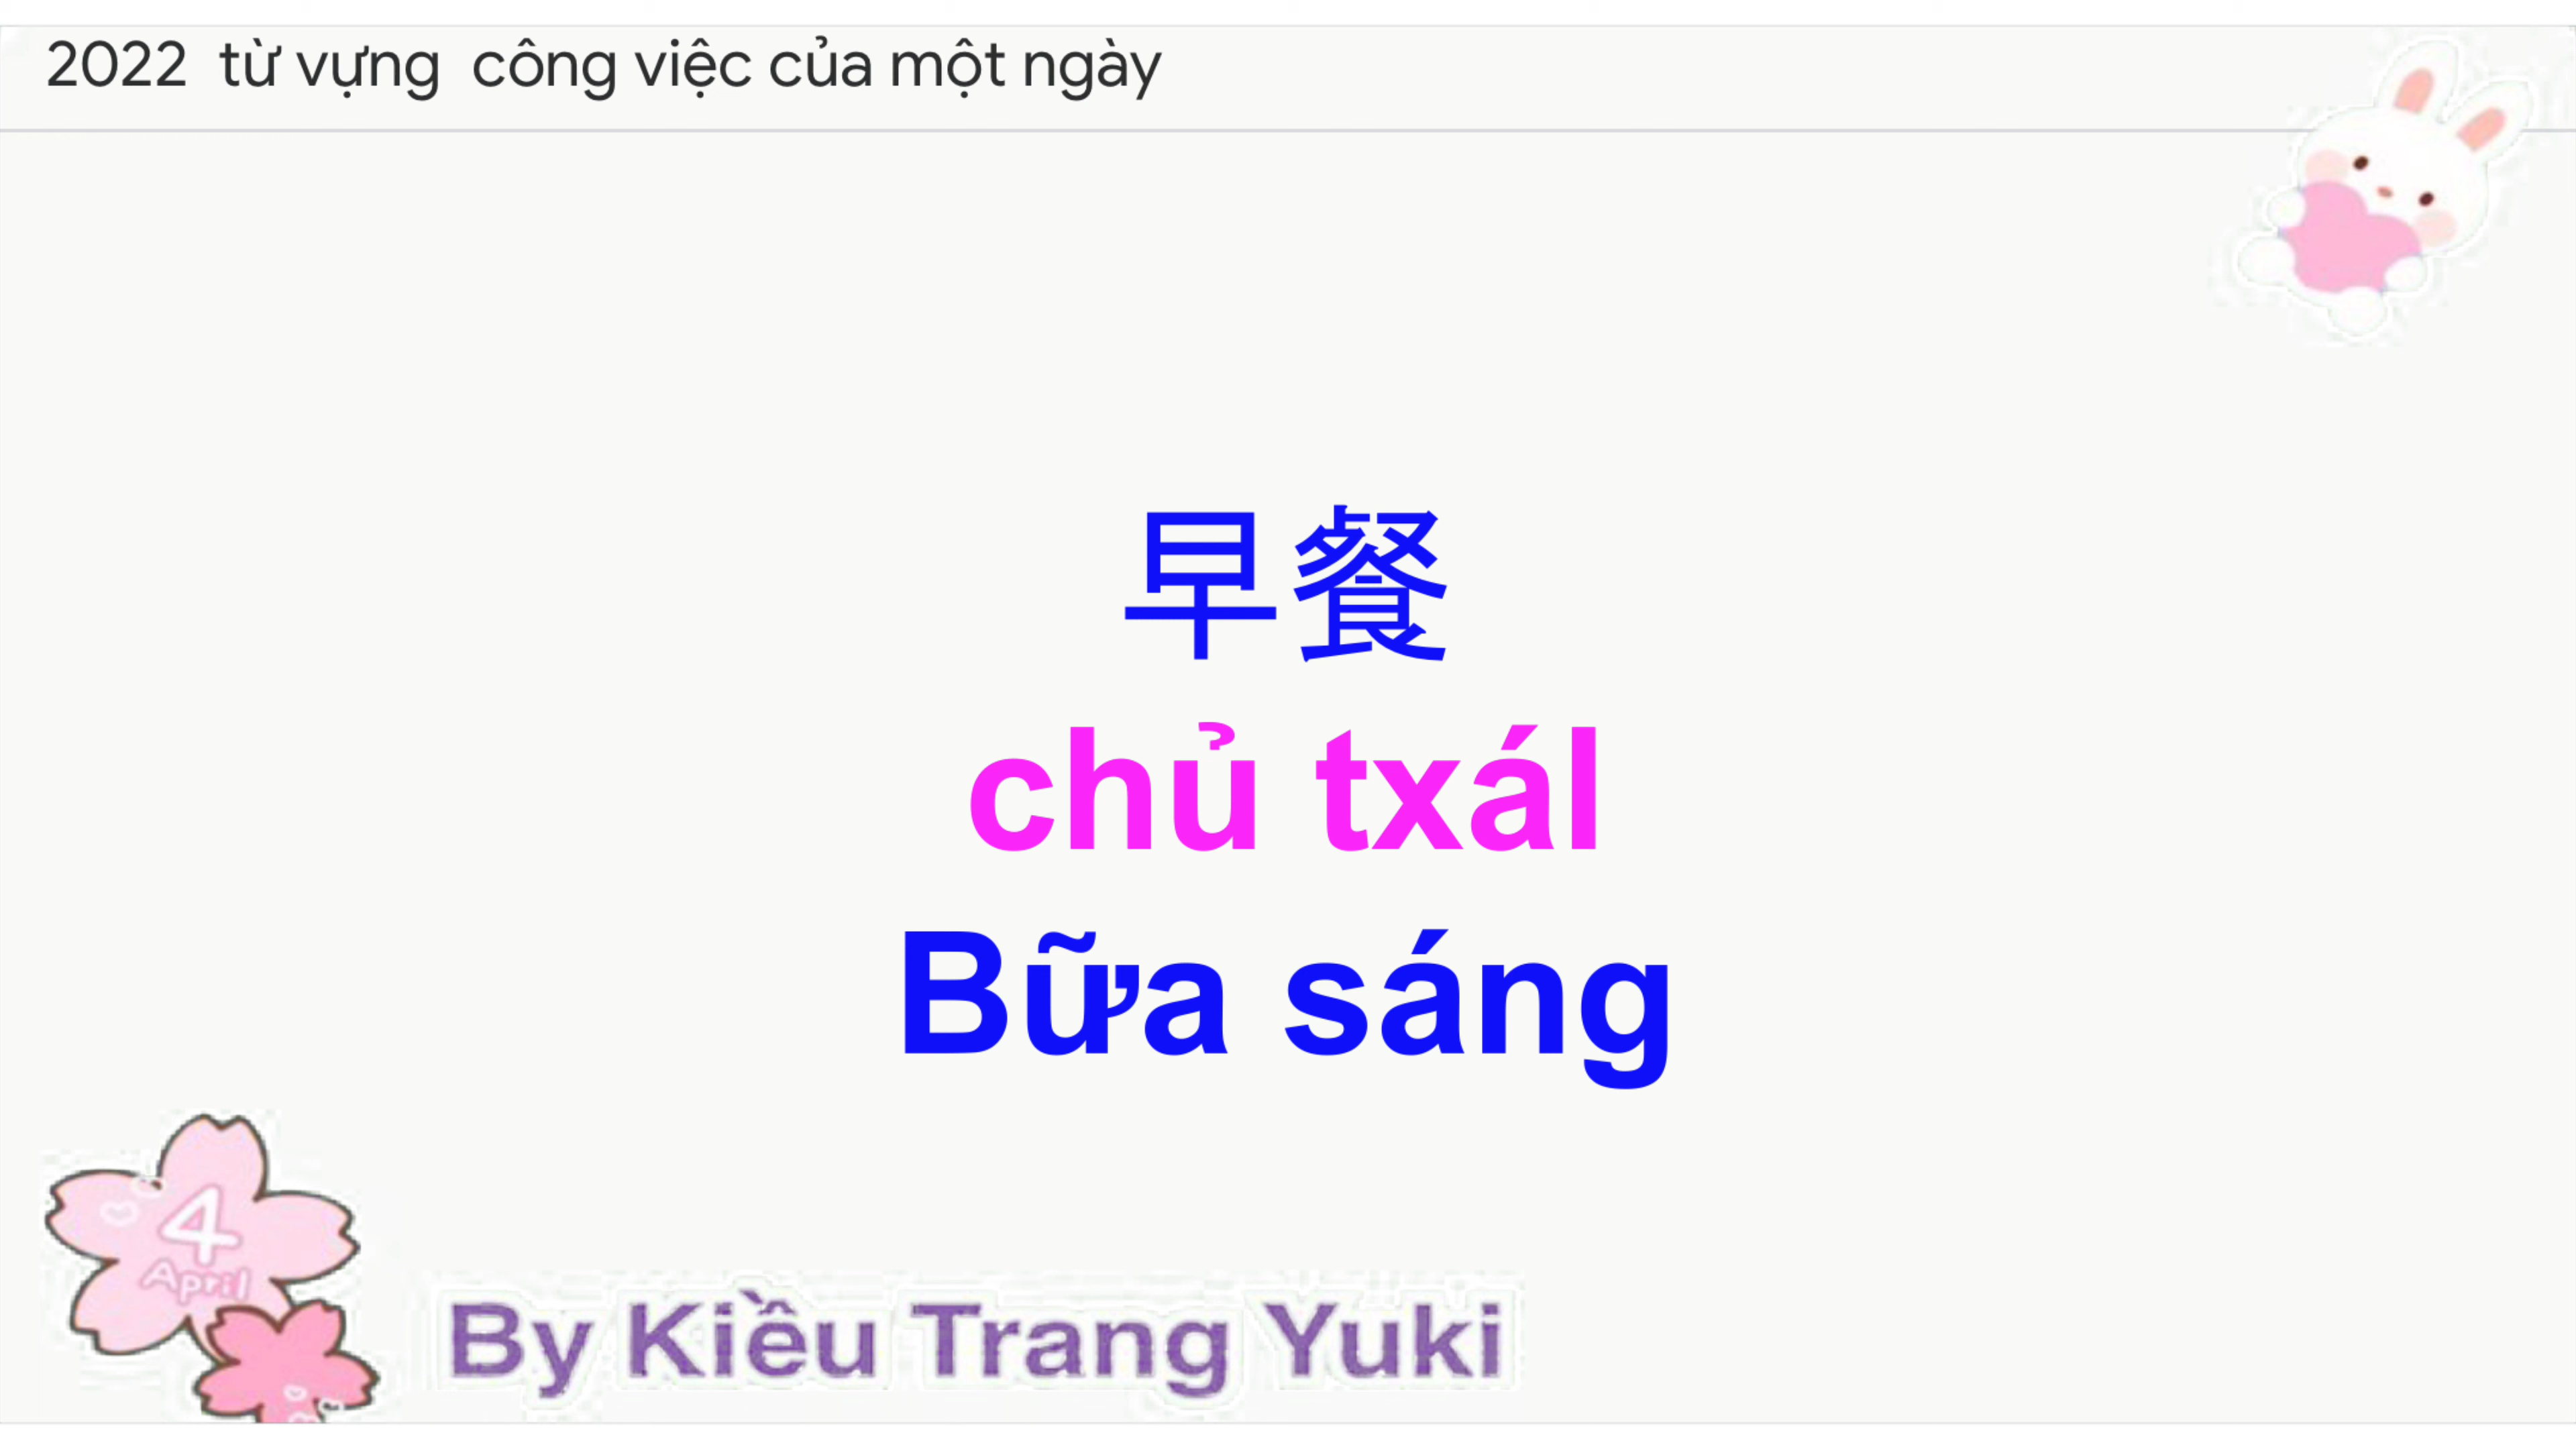 2022 từ vựng công việc của một ngày
早餐
chủ txál
Bữa sáng
4
April
By Kiều Trang Yuki